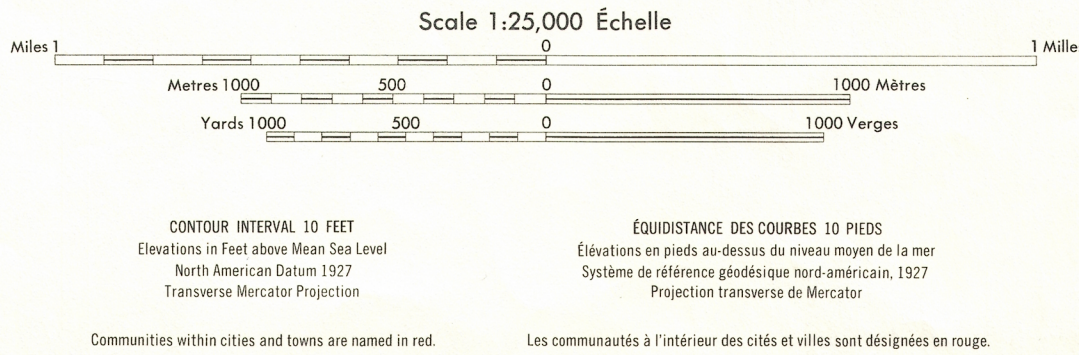 Scale 1:25,000 Échelle
Miles 1 0 1 Mille
Metres 1000 500 0 1000 Mètres
Yards 1000 500 0 1000 Verges
CONTOUR INTERVAL 10 FEET
Elevations in Feet above Mean Sea Level
North American Datum 1927
Transverse Mercator Projection
ÉQUIDISTANCE DES COURBES 10 PIEDS
Élévations en pieds au-dessus du niveau moyen de la mer
Système de référence géodésique nord-américain, 1927
Projection transverse de Mercator
Communities within cities and towns are named in red.
Les communautés à l'intérieur des cités et villes sont désignées en rouge.